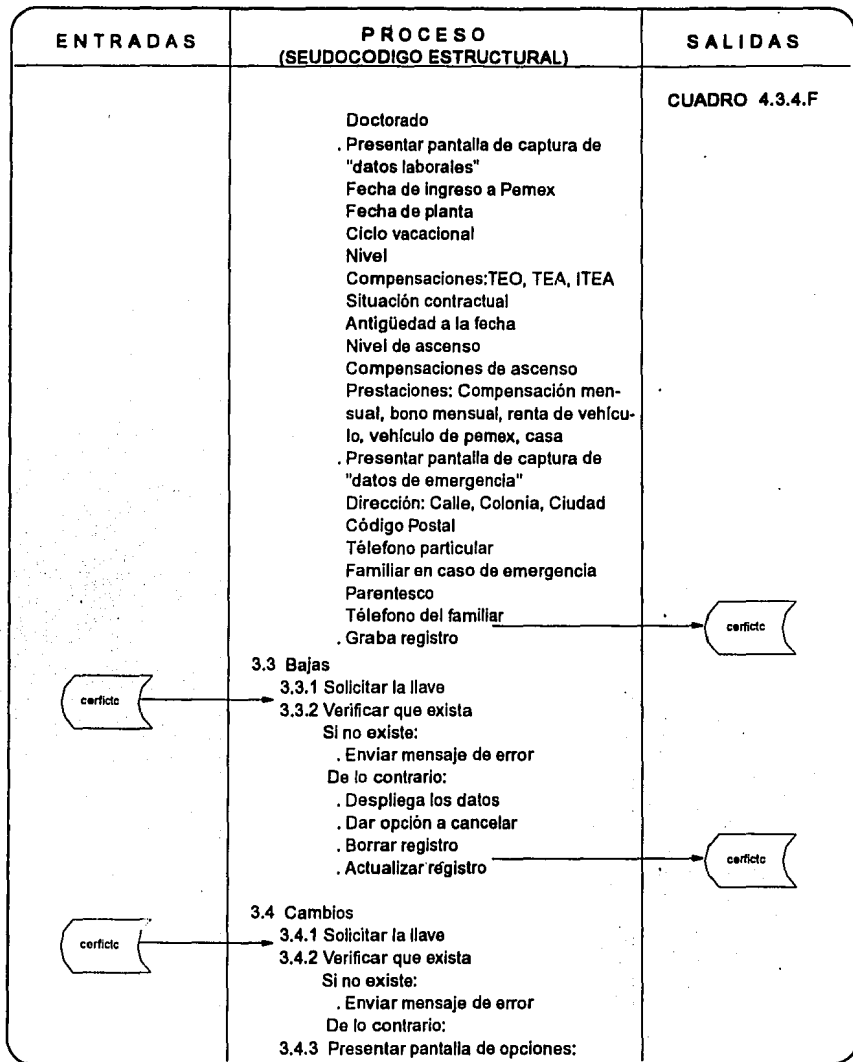 ENTRADAS
PROCESO
(SEUDOCODIGO ESTRUCTURAL)
SALIDAS
CUADRO 4.3.4.F
Doctorado
. Presentar pantalla de captura de
"datos laborales"
Fecha de ingreso a Pemex
Fecha de planta
Ciclo vacacional
Nivel
Compensaciones:TEO, TEA, ITEA
Situación contractual
Antigüedad a la fecha
Nivel de ascenso
Compensaciones de ascenso
Prestaciones: Compensación men-
sual, bono mensual, renta de vehícu-
lo, vehículo de pemex, casa
. Presentar pantalla de captura de
"datos de emergencia"
Dirección: Calle, Colonia, Ciudad
Código Postal
Télefono particular
Familiar en caso de emergencia
Parentesco
Télefono del familiar
cerfictc
. Graba registro
3.3 Bajas
3.3.1 Solicitar la llave
cerfictc
3.3.2 Verificar que exista
Si no existe:
. Enviar mensaje de error
De lo contrario:
. Despliega los datos
. Dar opción a cancelar
. Borrar registro
cerfictc
. Actualizar registro
3.4 Cambios
3.4.1 Solicitar la llave
cerfictc
3.4.2 Verificar que exista
Si no existe:
. Enviar mensaje de error
De lo contrario:
3.4.3 Presentar pantalla de opciones: